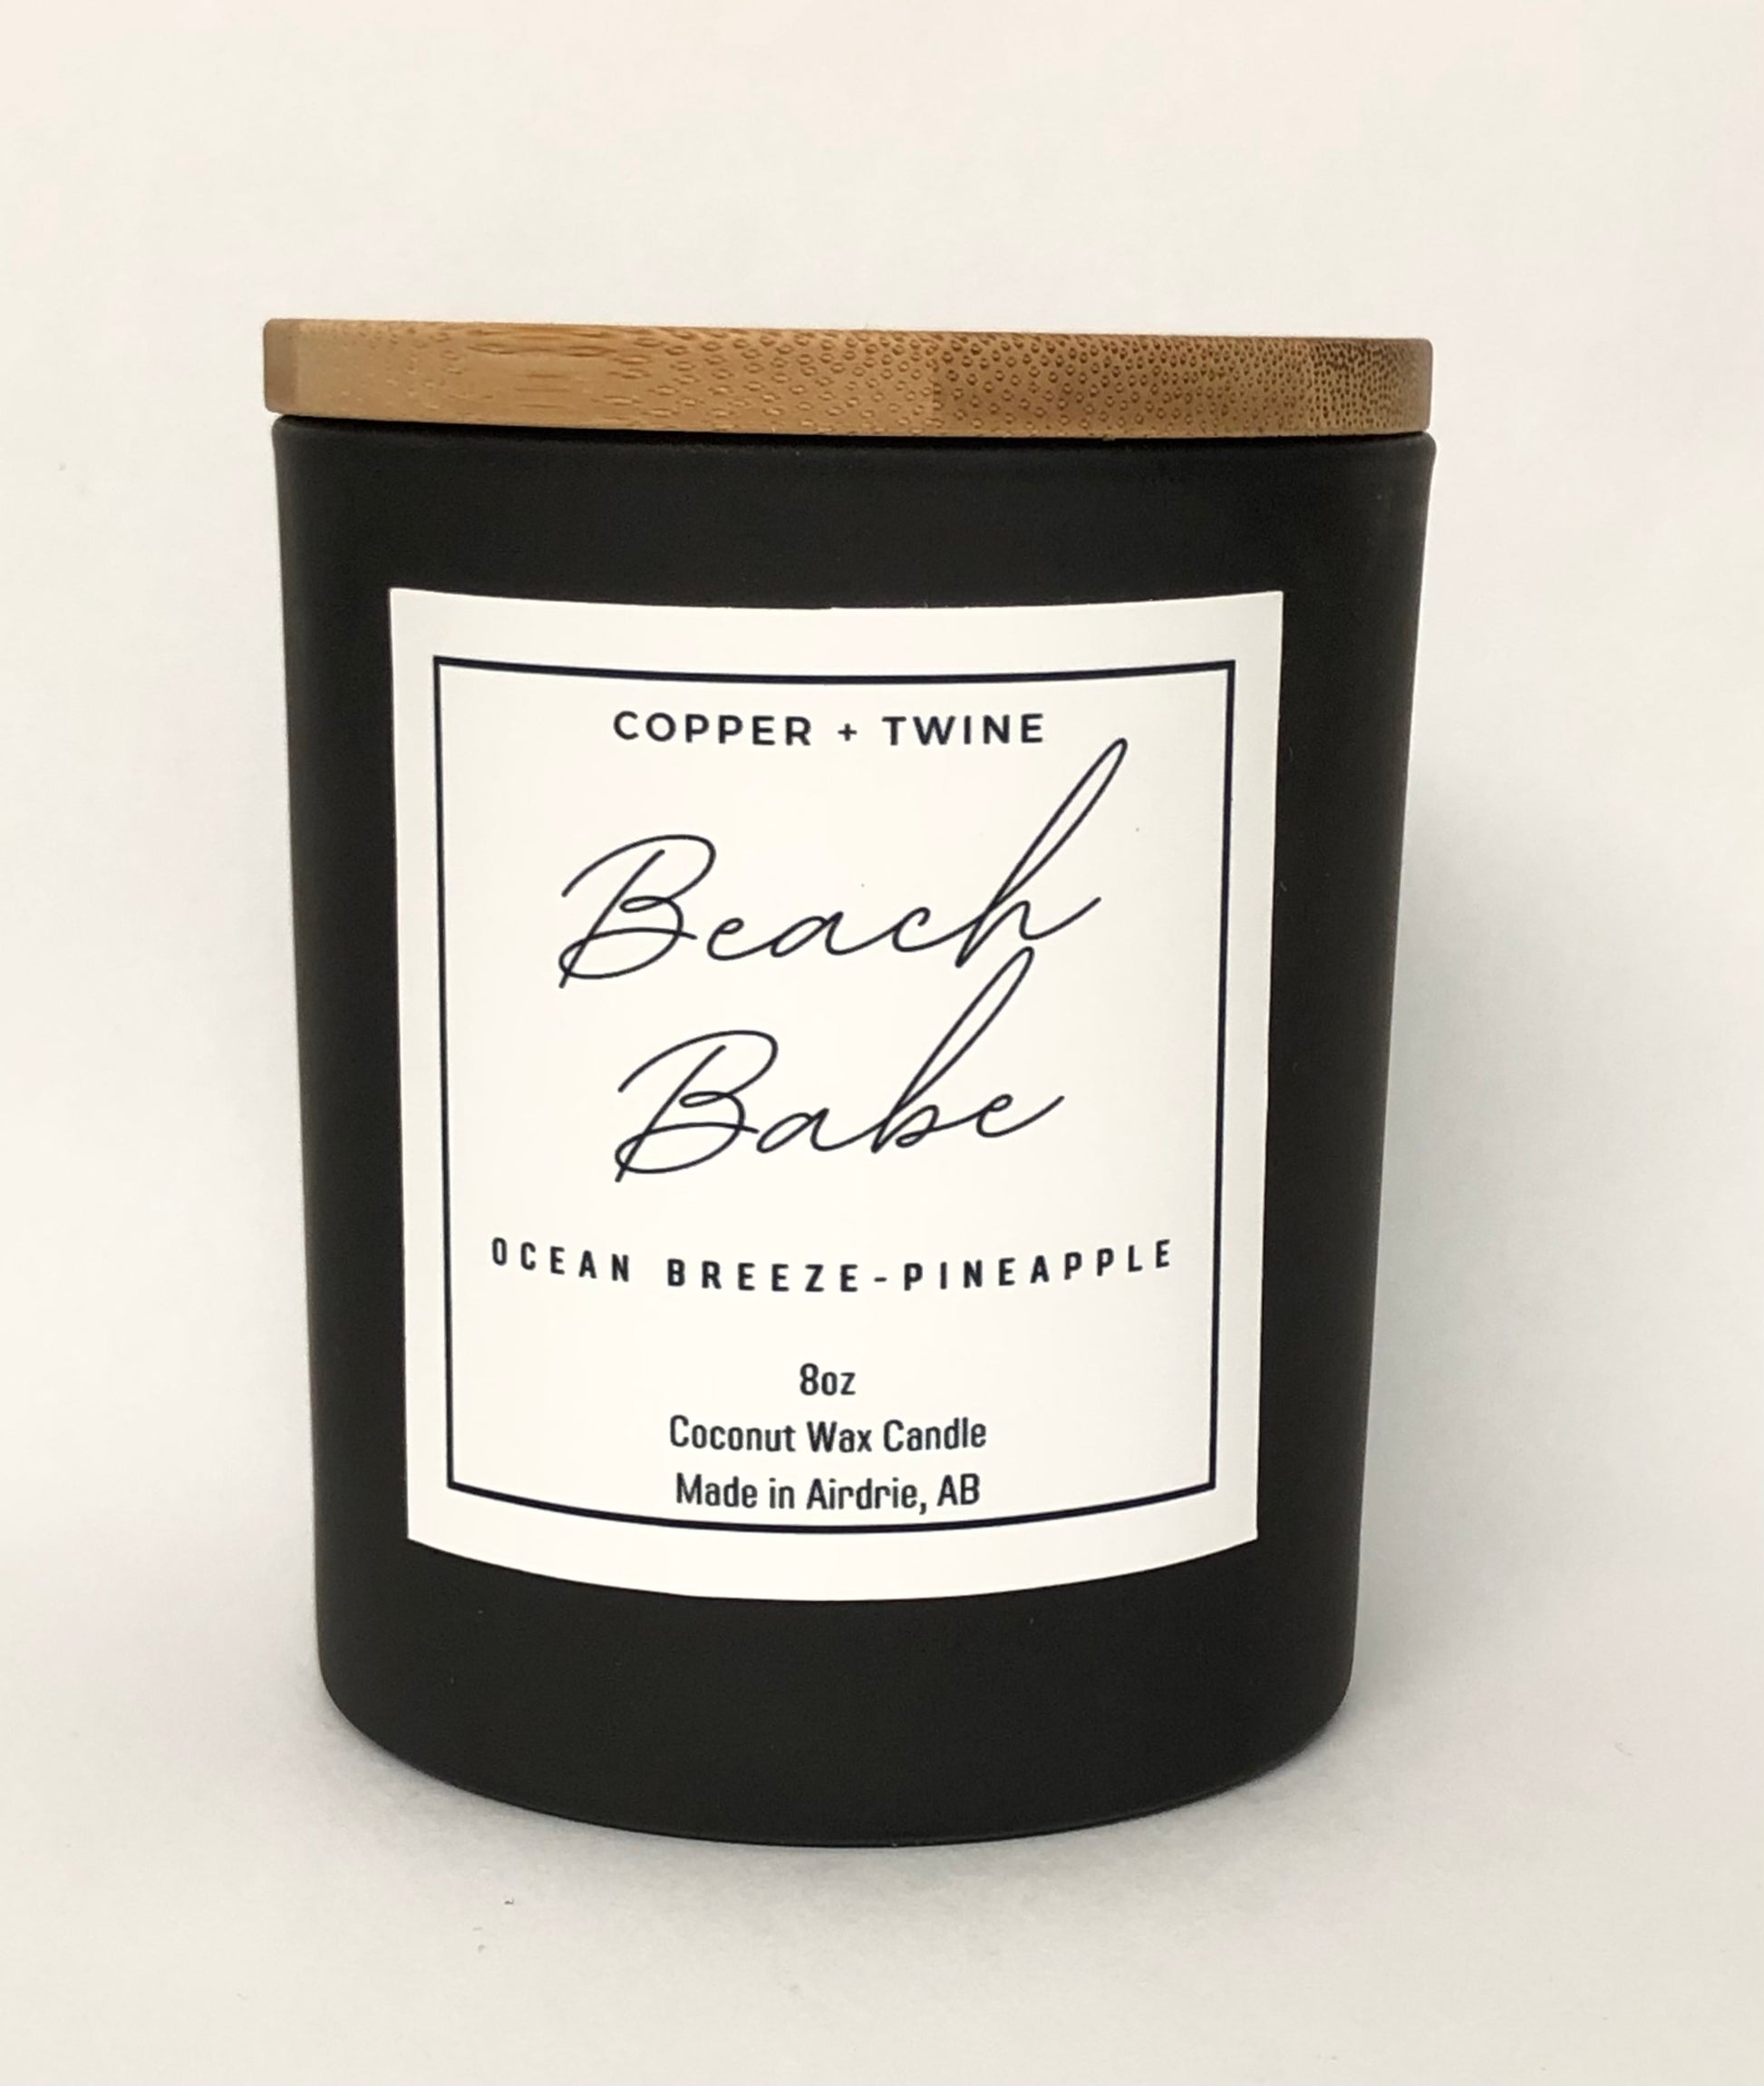 COPPER + TWINE
Beach
Babe
OCEAN BREEZE-PINEAPPLE
8oz
Coconut Wax Candle
Made in Airdrie, AB